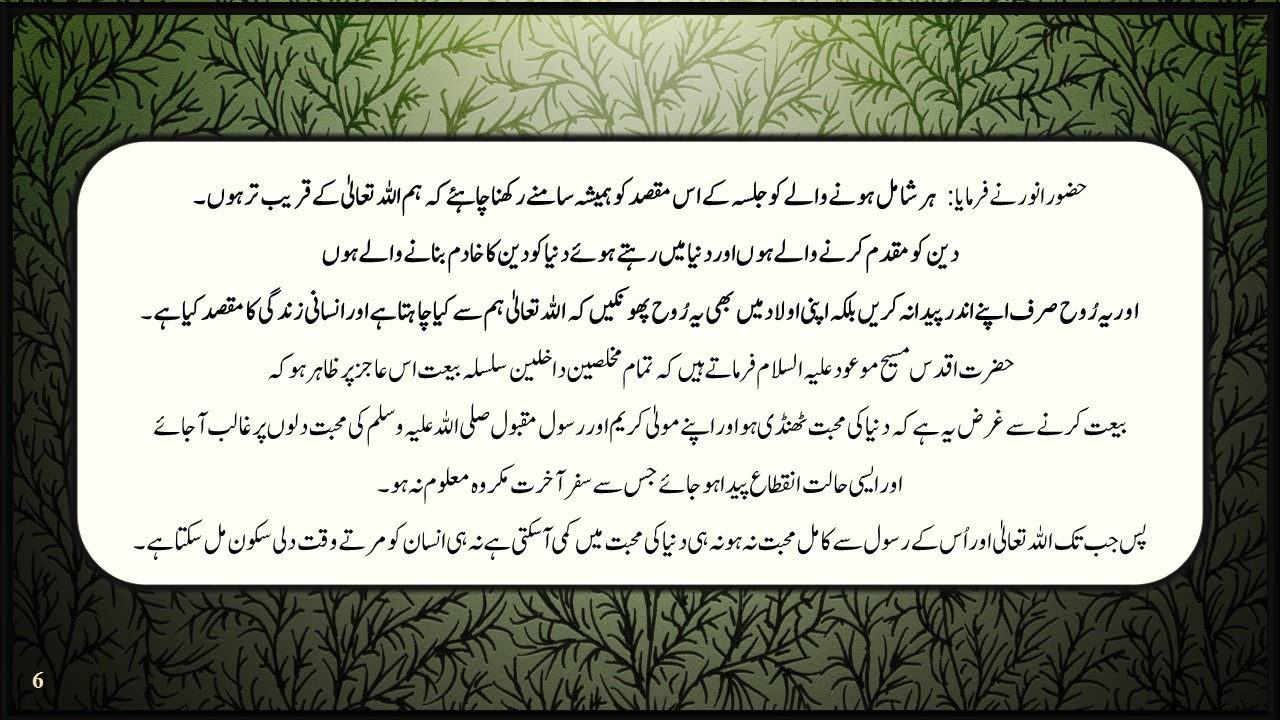 حضور انور نے فرمایا: ہر شامل ہونے والے کو جلسہ کے اس مقصد کو ہمیشہ سامنے رکھنا چاہئے کہ ہم اللہ تعالٰی کے قریب تر ہوں۔
دین کو مقدم کرنے والے ہوں اور دنیا میں رہتے ہوئے دنیا کو دین کا خادم بنانے والے ہوں
اور یہ رُوح صرف اپنے اندر پیدا نہ کریں بلکہ اپنی اولاد میں بھی یہ رُوح پھونکیں کہ اللہ تعالٰی ہم سے کیا چاہتا ہے اور انسانی زندگی کا مقصد کیا ہے۔
حضرت اقدس مسیح موعود علیہ السلام فرماتے ہیں کہ تمام مخلصین داخلین سلسلہ بیعت اس عاجز پر ظاہر ہو کہ
بیعت کرنے سے غرض یہ ہے کہ دنیا کی محبت ٹھنڈی ہو اور اپنے مولیٰ کریم اور رسول مقبول صلی اللہ علیہ وسلم کی محبت دلوں پر غالب آجائے
اور ایسی حالت انقطاع پیدا ہو جائے جس سے سفر آخرت مکروہ معلوم نہ ہو۔
پس جب تک اللہ تعالٰی اور اُس کے رسول سے کامل محبت نہ ہو نہ ہی دنیا کی محبت میں کمی آسکتی ہے نہ ہی انسان کو مرتے وقت دلی سکون مل سکتا ہے۔
6